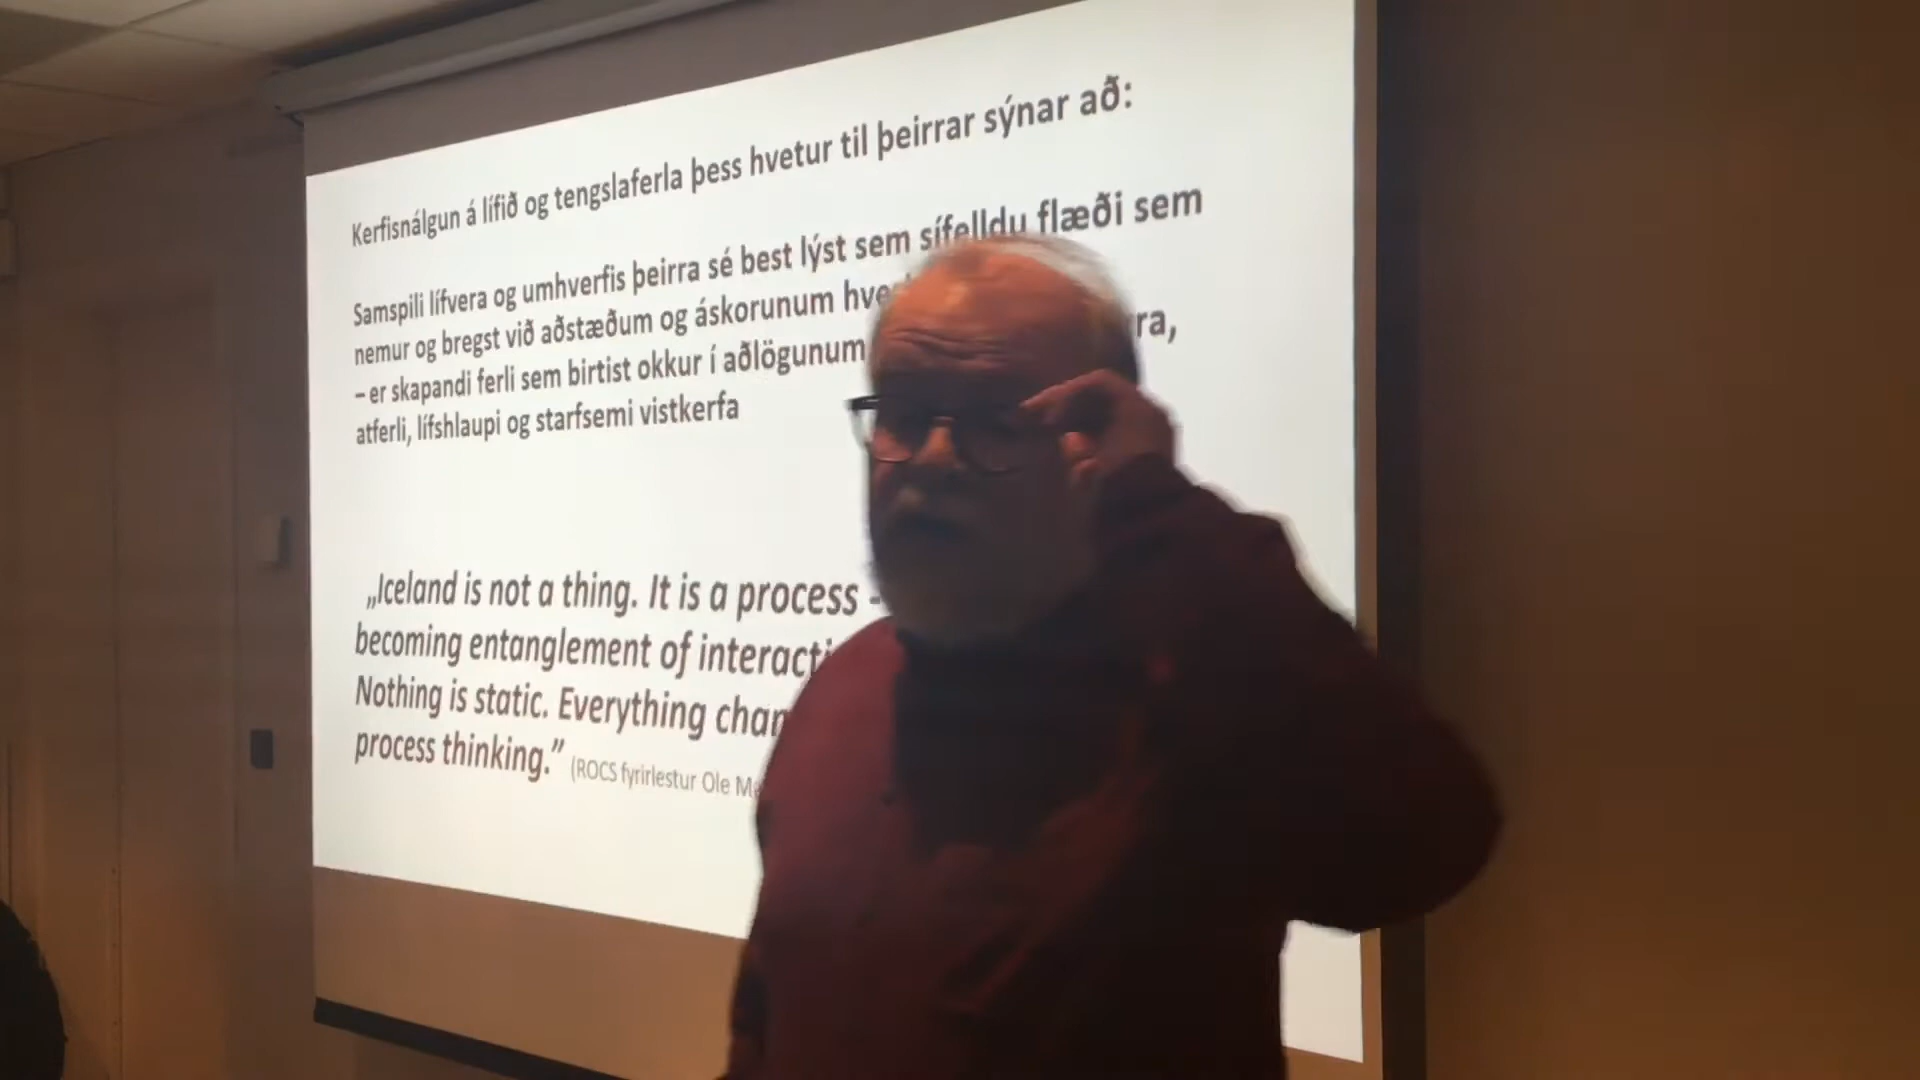 Kerfisnálgun á lífið og tengslaferla þess hvetur til þeirrar sýnar að:
Samspili lífvera og umhverfis þeirra sé best lýst sem sífelldu flæði sem
nemur og bregst við aðstæðum og áskorunum
– er skapandi ferli sem birtist okkur í aðlögunum
atferli, lífshlaupi og starfsemi vistkerfa
„Iceland is not a thing. It is a process -
becoming entanglement of
Nothing is static. Everything
process thinking.” (ROCS fyrirlestur Ole